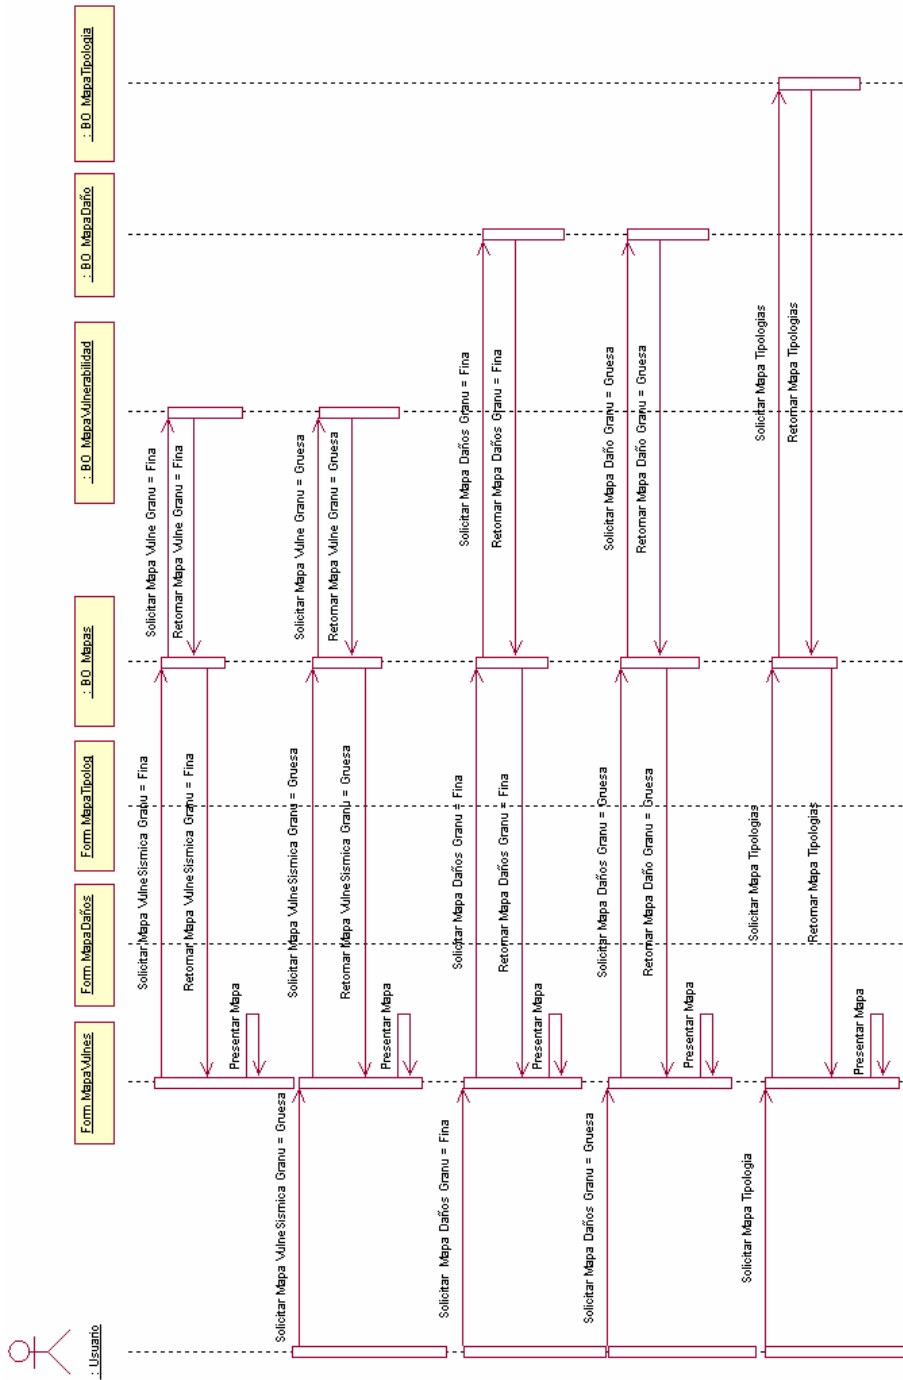 : Usuario
Form MapaVulnes
Form MapaDaños
Form MapaTipolog
: BO_Mapas
: BO_MapaVulnerabilidad
: BO_MapaDaño
: BO_MapaTipologia
Solicitar Mapa VulneSismica Granu = Fina
Solicitar Mapa Vulne Granu = Fina
Retornar Mapa Vulne Granu = Fina
Retornar Mapa VulneSismica Granu = Fina
Presentar Mapa
Solicitar Mapa VulneSismica Granu = Gruesa
Solicitar Mapa VulneSismica Granu = Gruesa
Solicitar Mapa Vulne Granu = Gruesa
Retornar Mapa Vulne Granu = Gruesa
Retornar Mapa VulneSismica Granu = Gruesa
Presentar Mapa
Solicitar Mapa Daños Granu = Fina
Solicitar Mapa Daños Granu = Fina
Solicitar Mapa Daños Granu = Fina
Retornar Mapa Daños Granu = Fina
Retornar Mapa Daños Granu = Fina
Presentar Mapa
Solicitar Mapa Daños Granu = Gruesa
Solicitar Mapa Daños Granu = Gruesa
Solicitar Mapa Daño Granu = Gruesa
Retornar Mapa Daño Granu = Gruesa
Retornar Mapa Daño Granu = Gruesa
Presentar Mapa
Solicitar Mapa Tipologia
Solicitar Mapa Tipologias
Solicitar Mapa Tipologias
Retornar Mapa Tipologias
Retornar Mapa Tipologias
Presentar Mapa